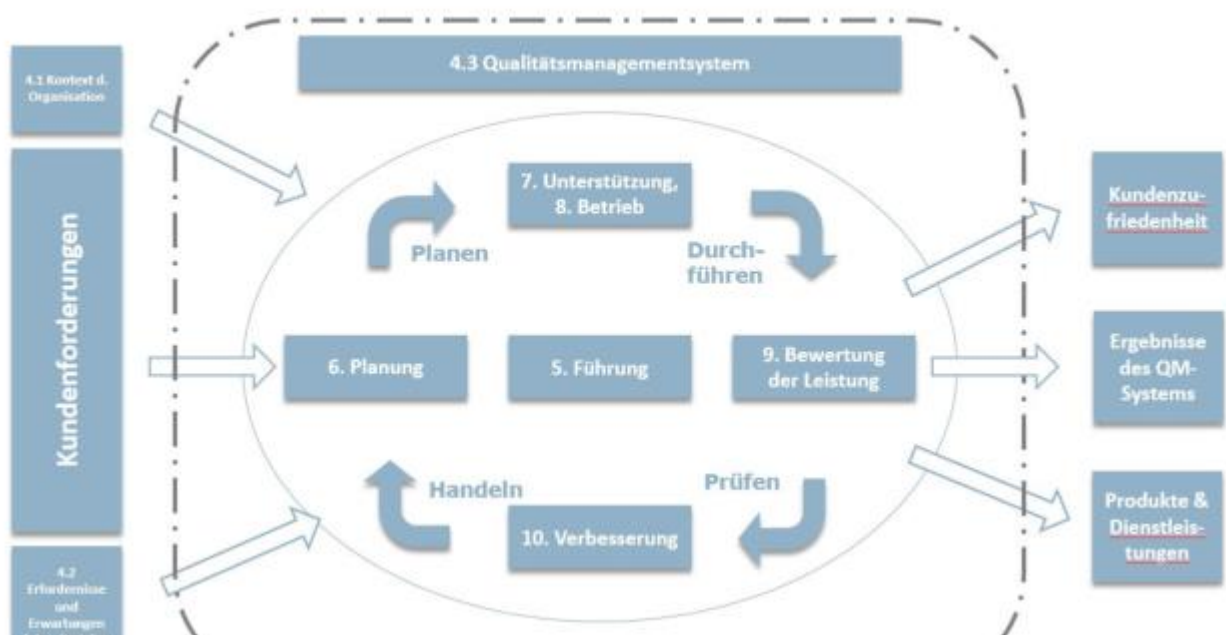 4.1 Kontext d.
Organisation
Kundenforderungen
4.2
Erfordernisse
und
Erwartungen
4.3 Qualitätsmanagementsystem
7. Unterstützung,
8. Betrieb
Planen
Durch-
führen
6. Planung
5. Führung
9. Bewertung
der Leistung
Handeln
Prüfen
10. Verbesserung
Kundenzu-
friedenheit
Ergebnisse
des QM-
Systems
Produkte &
Dienstleis-
tungen